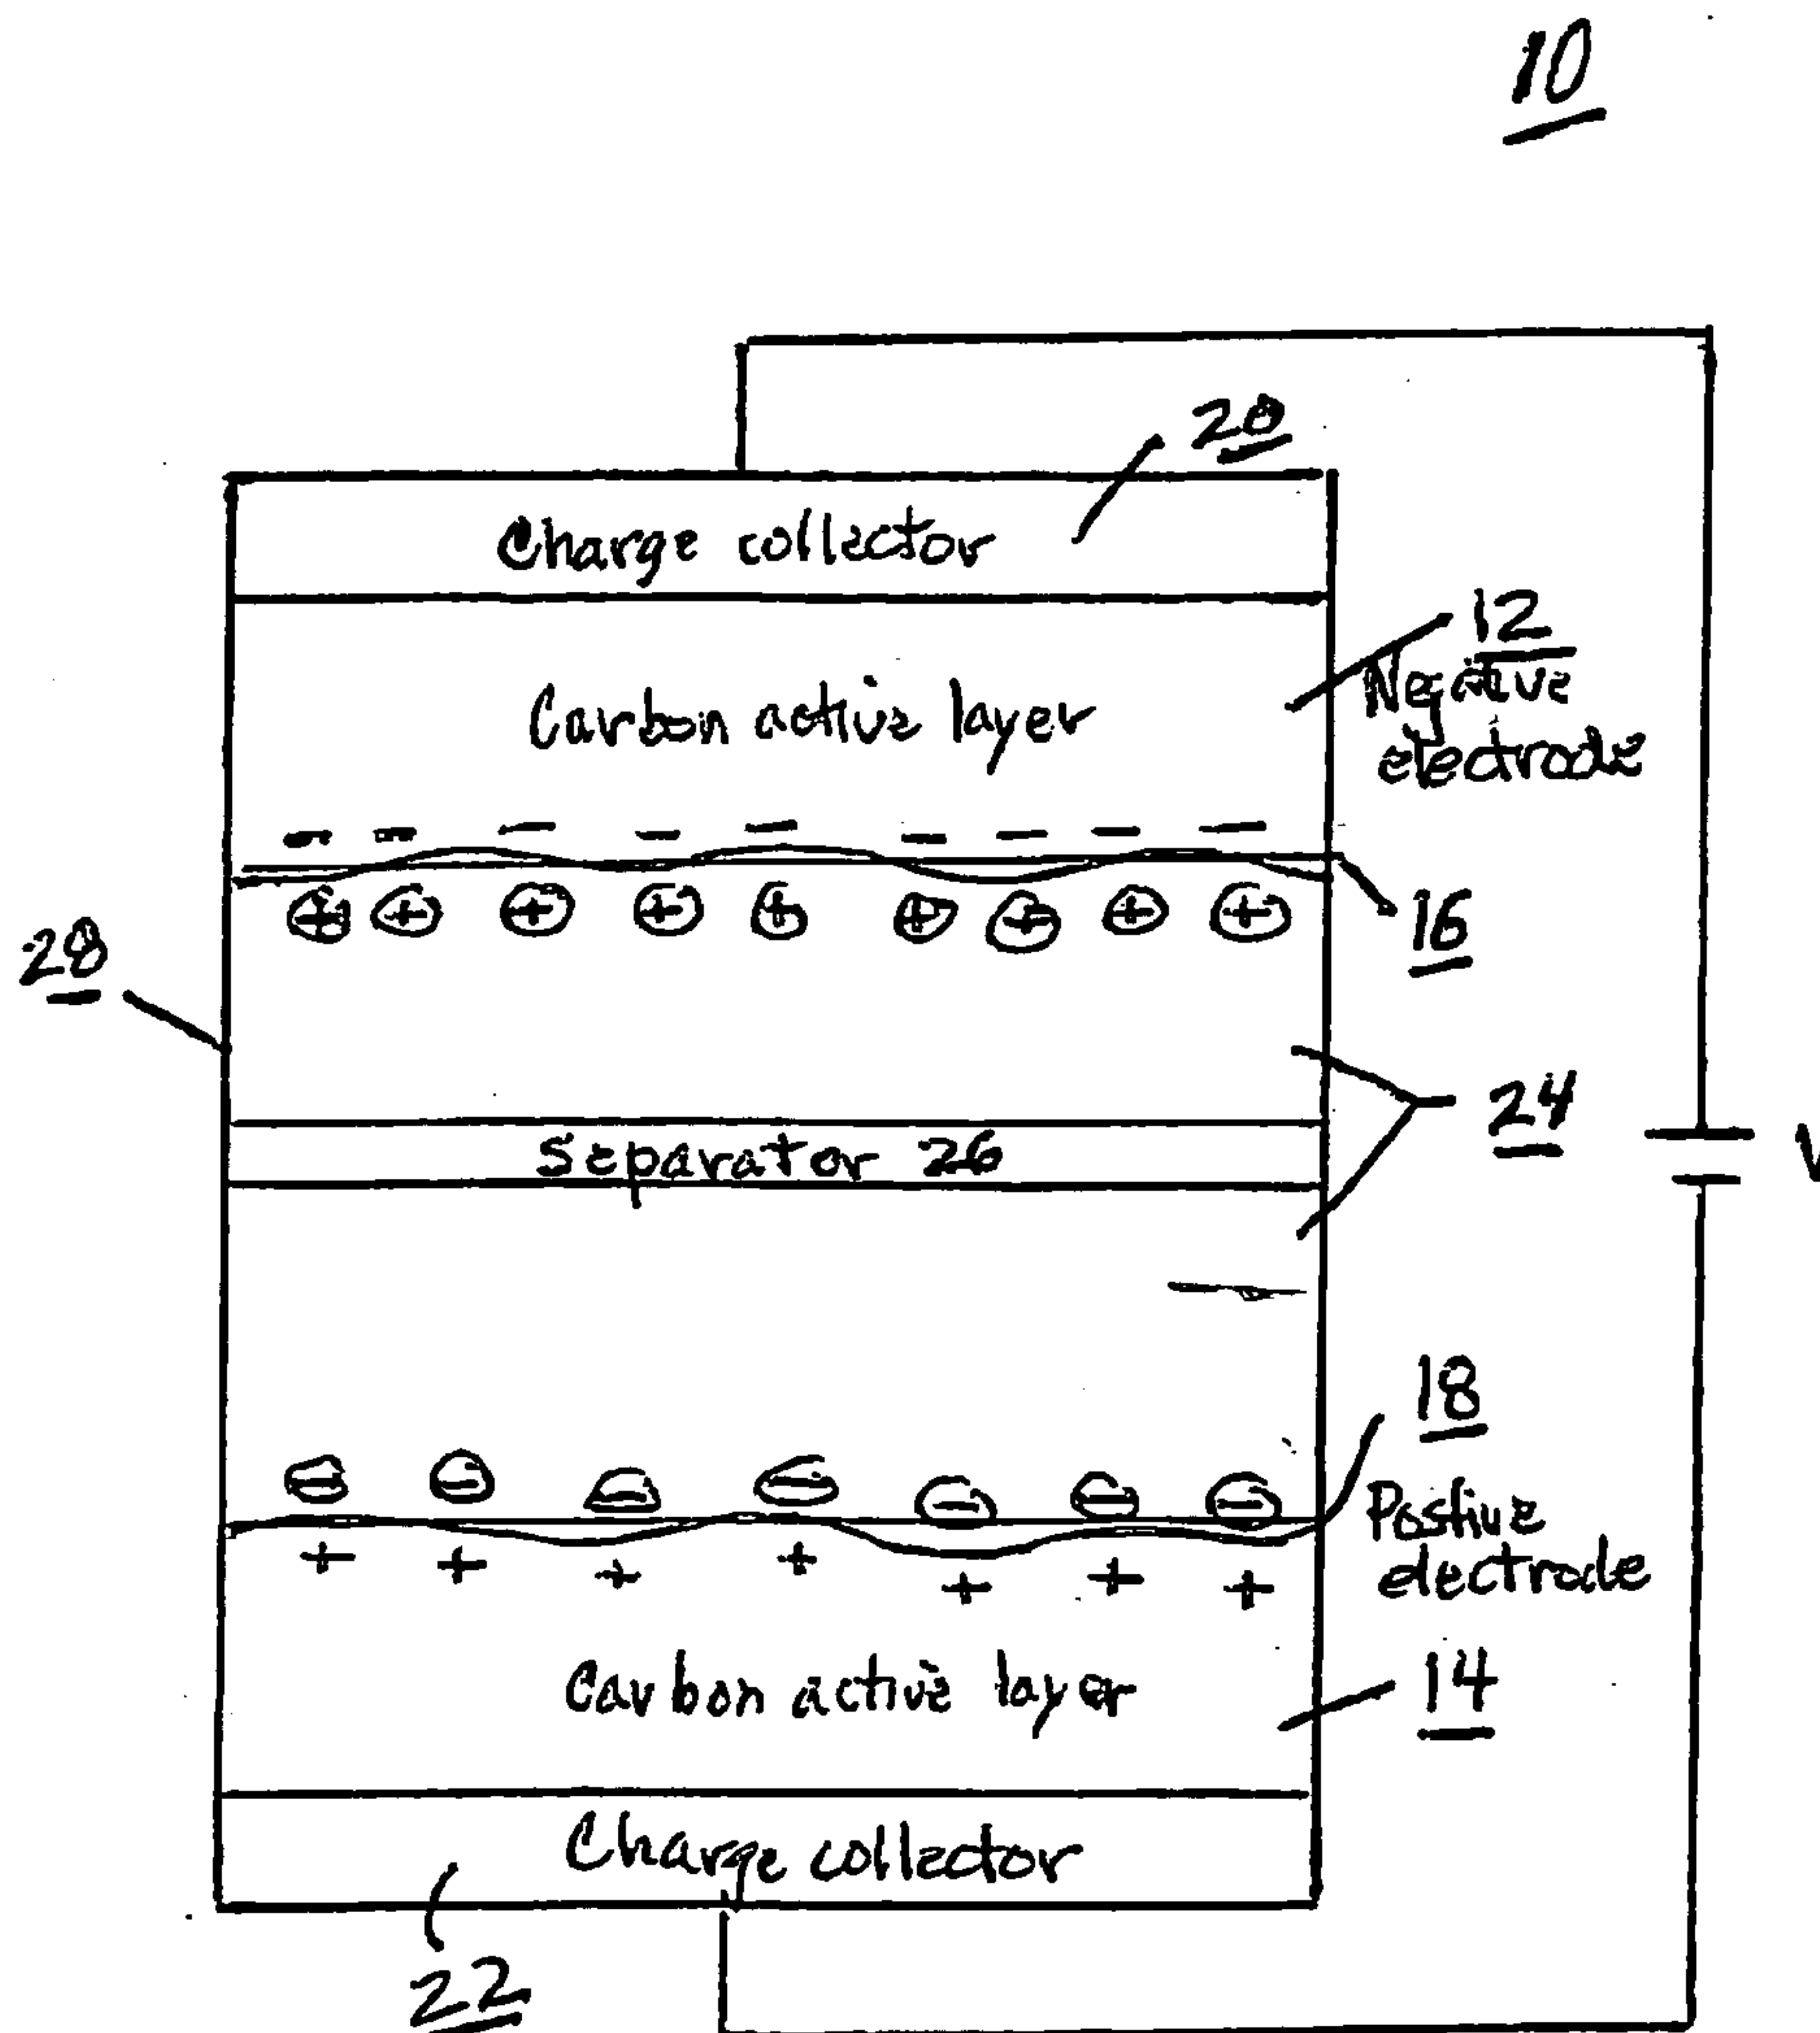 10
20
Charge collector
12
Negative
electrode
Carbon active layer
- - - - - - - - -
+ + + + + + + + +
16
28
24
Separator 26
V
18
- - - - - - -
Postive
electrode
+ + + + + + +
Carbon active layer
14
Charge collector
22